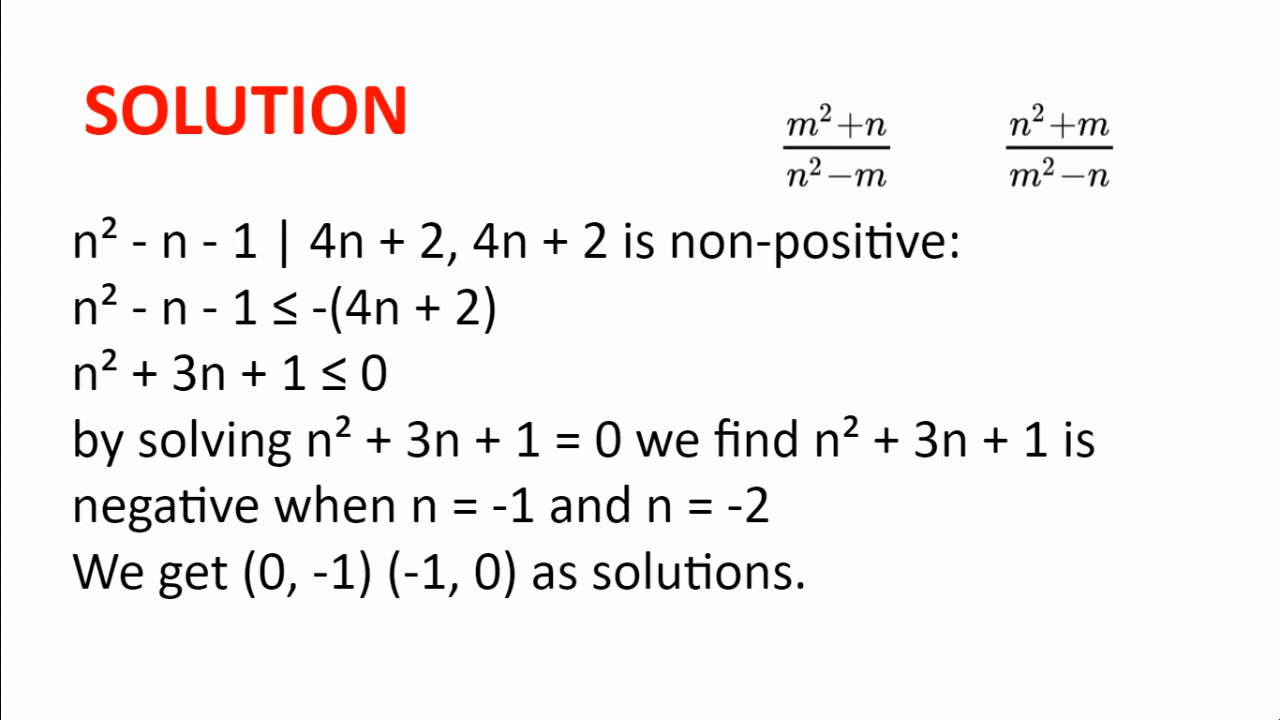 SOLUTION
m²+n / n²−m
n²+m / m²−n
n² - n - 1 | 4n + 2, 4n + 2 is non-positive:
n² - n - 1 ≤ -(4n + 2)
n² + 3n + 1 ≤ 0
by solving n² + 3n + 1 = 0 we find n² + 3n + 1 is
negative when n = -1 and n = -2
We get (0, -1) (-1, 0) as solutions.